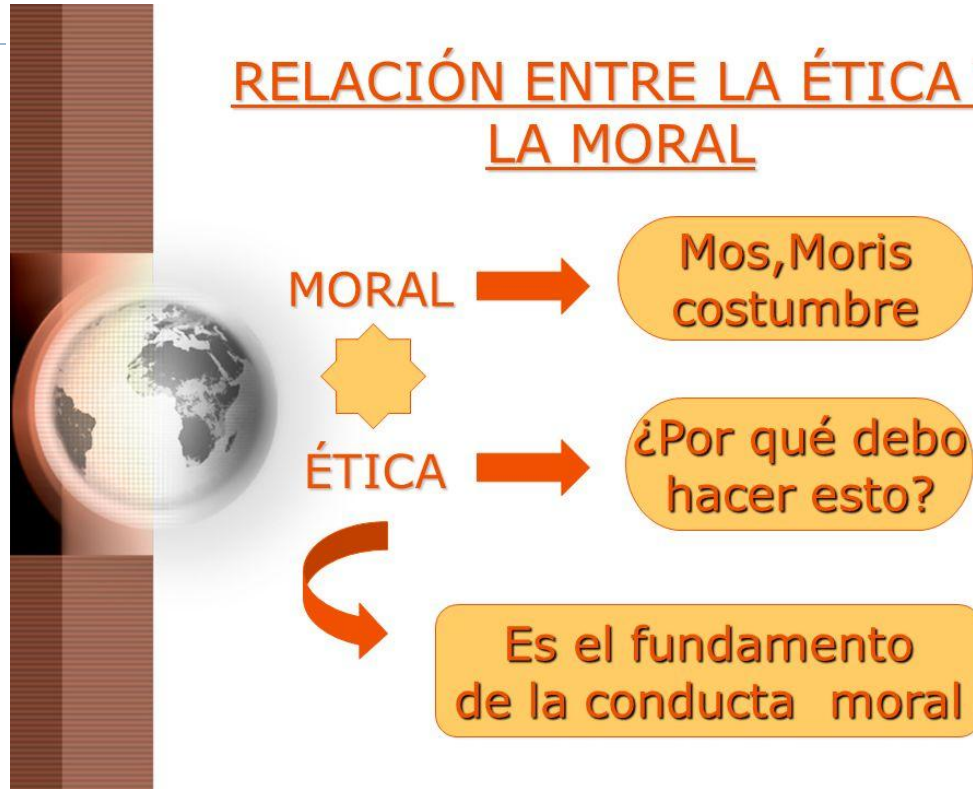 RELACIÓN ENTRE LA ÉTICA
LA MORAL
MORAL
Mos,Moris
costumbre
ÉTICA
¿Por qué debo
hacer esto?
Es el fundamento
de la conducta moral